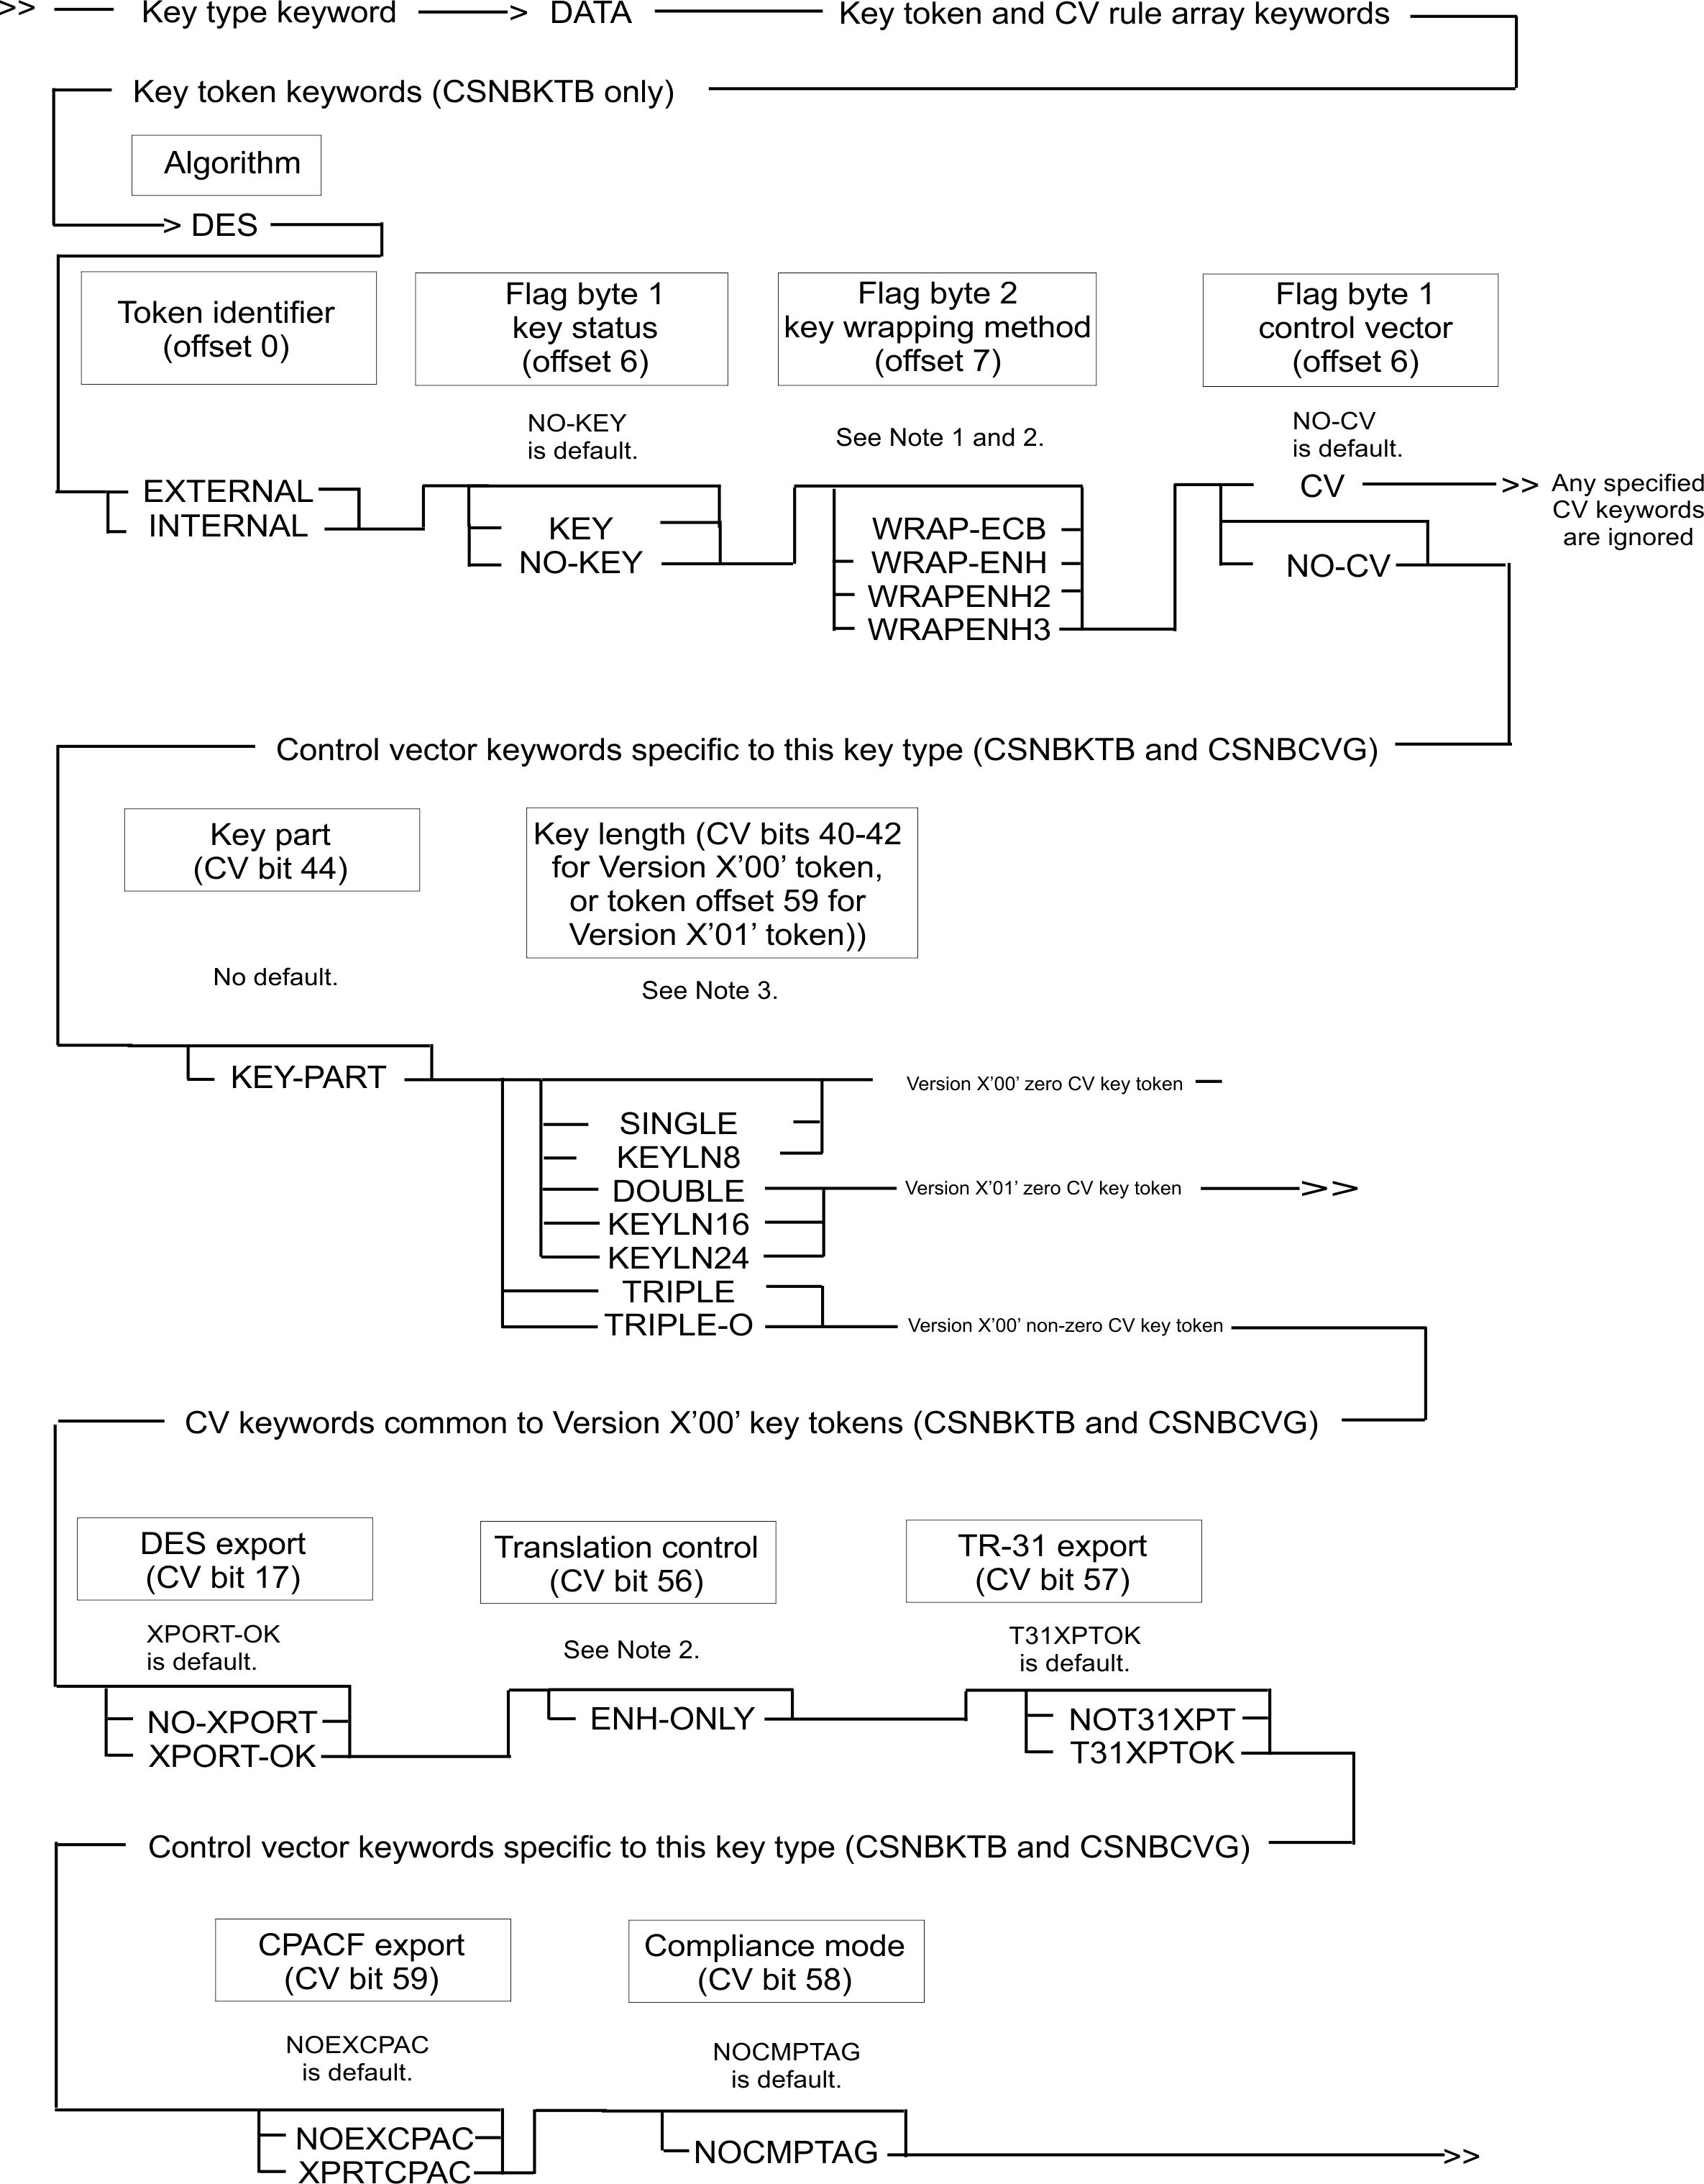 >> Key type keyword > DATA Key token and CV rule array keywords
Key token keywords (CSNBKTB only)
Algorithm
> DES
Token identifier
(offset 0)
Flag byte 1
key status
(offset 6)
Flag byte 2
key wrapping method
(offset 7)
Flag byte 1
control vector
(offset 6)
NO-KEY
is default.
See Note 1 and 2.
NO-CV
is default.
EXTERNAL
INTERNAL
KEY
NO-KEY
WRAP-ECB
WRAP-ENH
WRAPENH2
WRAPENH3
CV
NO-CV
>> Any specified
CV keywords
are ignored
Control vector keywords specific to this key type (CSNBKTB and CSNBCVG)
Key part
(CV bit 44)
Key length (CV bits 40-42
for Version X’00’ token,
or token offset 59 for
Version X’01’ token))
No default.
See Note 3.
KEY-PART
SINGLE
KEYLN8
DOUBLE
KEYLN16
KEYLN24
TRIPLE
TRIPLE-O
Version X’00’ zero CV key token
Version X’01’ zero CV key token >>
Version X’00’ non-zero CV key token
CV keywords common to Version X’00’ key tokens (CSNBKTB and CSNBCVG)
DES export
(CV bit 17)
Translation control
(CV bit 56)
TR-31 export
(CV bit 57)
XPORT-OK
is default.
See Note 2.
T31XPTOK
is default.
NO-XPORT
XPORT-OK
ENH-ONLY
NOT31XPT
T31XPTOK
Control vector keywords specific to this key type (CSNBKTB and CSNBCVG)
CPACF export
(CV bit 59)
Compliance mode
(CV bit 58)
NOEXCPAC
is default.
NOCMPTAG
is default.
NOEXCPAC
XPRTCPAC
NOCMPTAG >>